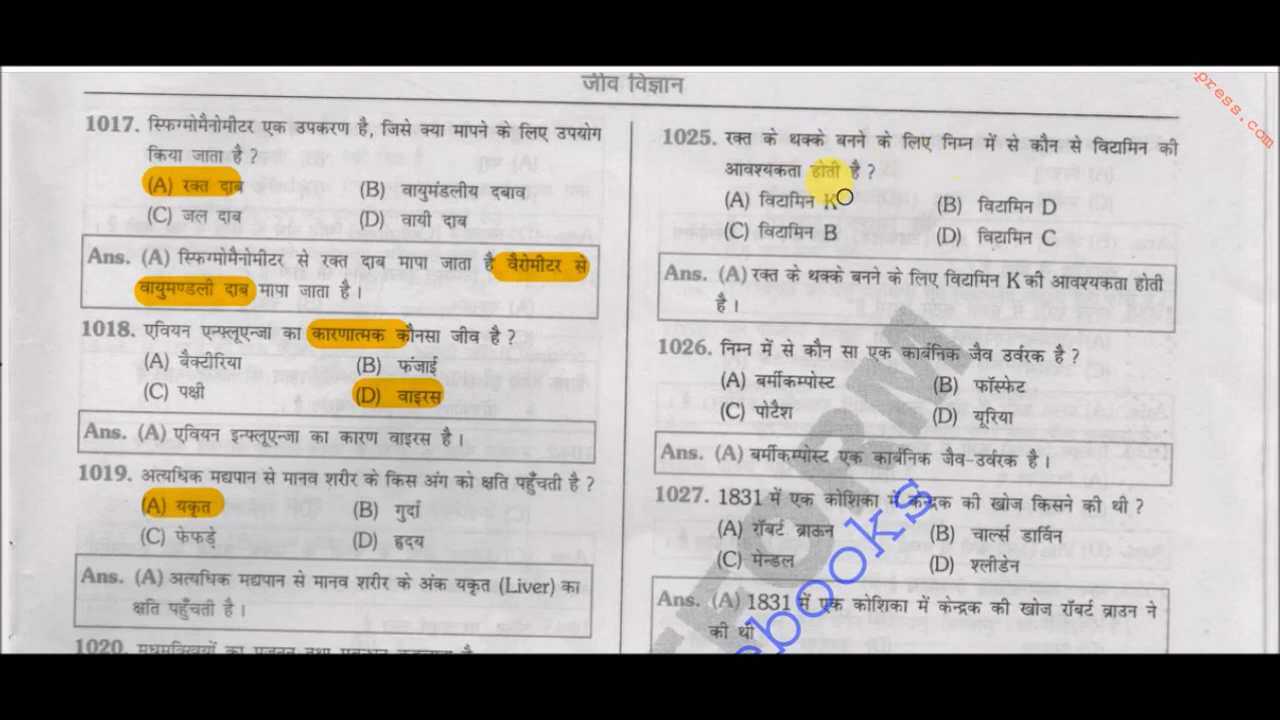 जीव विज्ञान
press.com
1017. स्फिग्मोमैनोमीटर एक उपकरण है, जिसे क्या मापने के लिए उपयोग
किया जाता है ?
(A) रक्त दाब (B) वायुमंडलीय दबाव
(C) जल दाब (D) वायी दाब
Ans. (A) स्फिग्मोमैनोमीटर से रक्त दाब मापा जाता है वैरोमीटर से
वायुमण्डली दाब मापा जाता है।
1018. एवियन एन्फ्लूएन्जा का कारणात्मक कौनसा जीव है ?
(A) बैक्टीरिया (B) फंजाई
(C) पक्षी (D) वाइरस
Ans. (A) एवियन इन्फ्लूएन्जा का कारण वाइरस है।
1019. अत्यधिक मद्यपान से मानव शरीर के किस अंग को क्षति पहुँचती है ?
(A) यकृत (B) गुर्दा
(C) फेफड़े (D) हृदय
Ans. (A) अत्यधिक मद्यपान से मानव शरीर के अंक यकृत (Liver) का
क्षति पहुँचती है।
1020.
1025. रक्त के थक्के बनने के लिए निम्न में से कौन से विटामिन की
आवश्यकता होती है ?
(A) विटामिन K (B) विटामिन D
(C) विटामिन B (D) विटामिन C
Ans. (A) रक्त के थक्के बनने के लिए विटामिन K की आवश्यकता होती
है।
1026. निम्न में से कौन सा एक कार्बनिक जैव उर्वरक है ?
(A) बर्मीकम्पोस्ट (B) फॉस्फेट
(C) पोटैश (D) यूरिया
Ans. (A) बर्मीकम्पोस्ट एक कार्बनिक जैव-उर्वरक है।
1027. 1831 में एक कोशिका में केन्द्रक की खोज किसने की थी ?
(A) रॉबर्ट ब्राऊन (B) चार्ल्स डार्विन
(C) मेन्डल (D) श्लीडेन
Ans. (A) 1831 में एक कोशिका में केन्द्रक की खोज रॉबर्ट ब्राउन ने
की थी
books